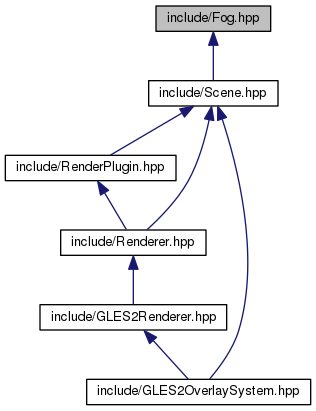 include/Fog.hpp
include/Scene.hpp
include/RenderPlugin.hpp
include/Renderer.hpp
include/GLES2Renderer.hpp
include/GLES2OverlaySystem.hpp